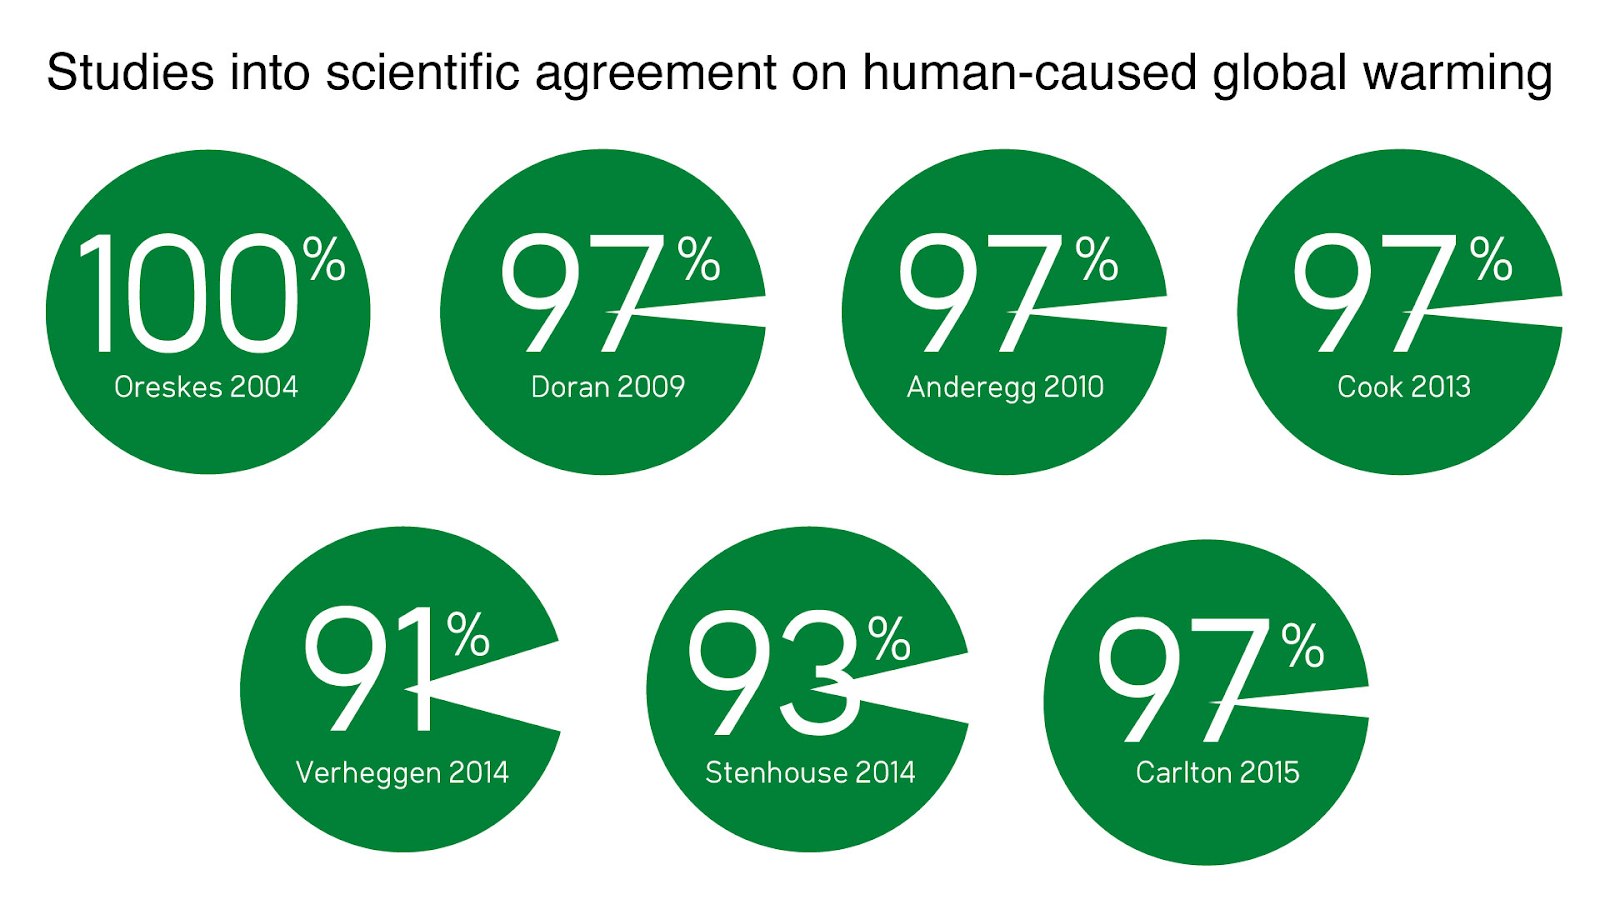 Studies into scientific agreement on human-caused global warming
100%
Oreskes 2004
97%
Doran 2009
97%
Anderegg 2010
97%
Cook 2013
91%
Verheggen 2014
93%
Stenhouse 2014
97%
Carlton 2015